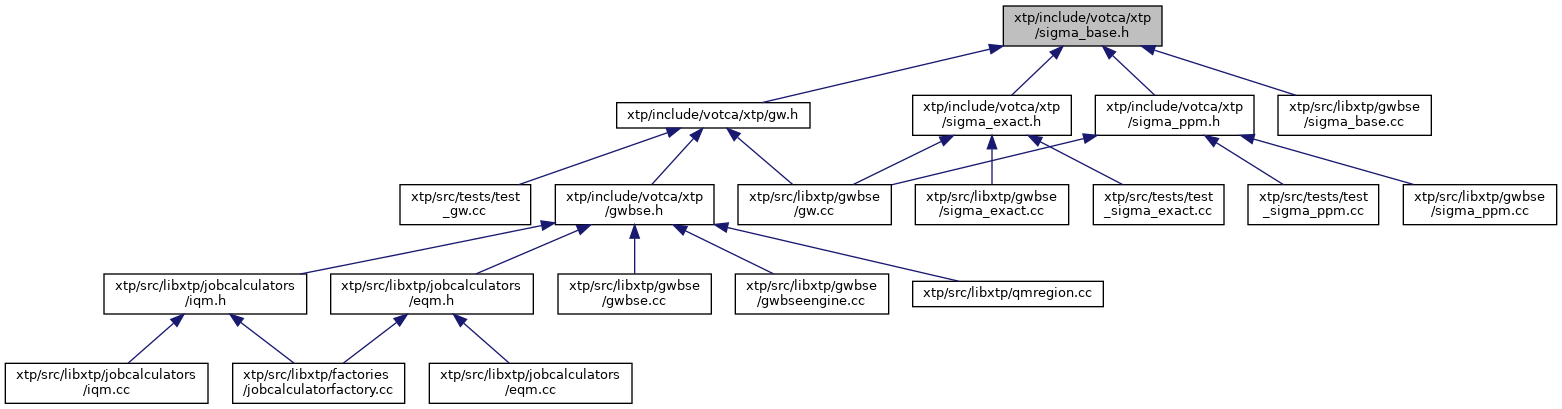 xtp/include/votca/xtp
/sigma_base.h
xtp/include/votca/xtp/gw.h
xtp/include/votca/xtp
/sigma_exact.h
xtp/include/votca/xtp
/sigma_ppm.h
xtp/src/libxtp/gwbse
/sigma_base.cc
xtp/src/tests/test
_gw.cc
xtp/include/votca/xtp
/gwbse.h
xtp/src/libxtp/gwbse
/gw.cc
xtp/src/libxtp/gwbse
/sigma_exact.cc
xtp/src/tests/test
_sigma_exact.cc
xtp/src/tests/test
_sigma_ppm.cc
xtp/src/libxtp/gwbse
/sigma_ppm.cc
xtp/src/libxtp/jobcalculators
/iqm.h
xtp/src/libxtp/jobcalculators
/eqm.h
xtp/src/libxtp/gwbse
/gwbse.cc
xtp/src/libxtp/gwbse
/gwbseengine.cc
xtp/src/libxtp/qmregion.cc
xtp/src/libxtp/jobcalculators
/iqm.cc
xtp/src/libxtp/factories
/jobcalculatorfactory.cc
xtp/src/libxtp/jobcalculators
/eqm.cc